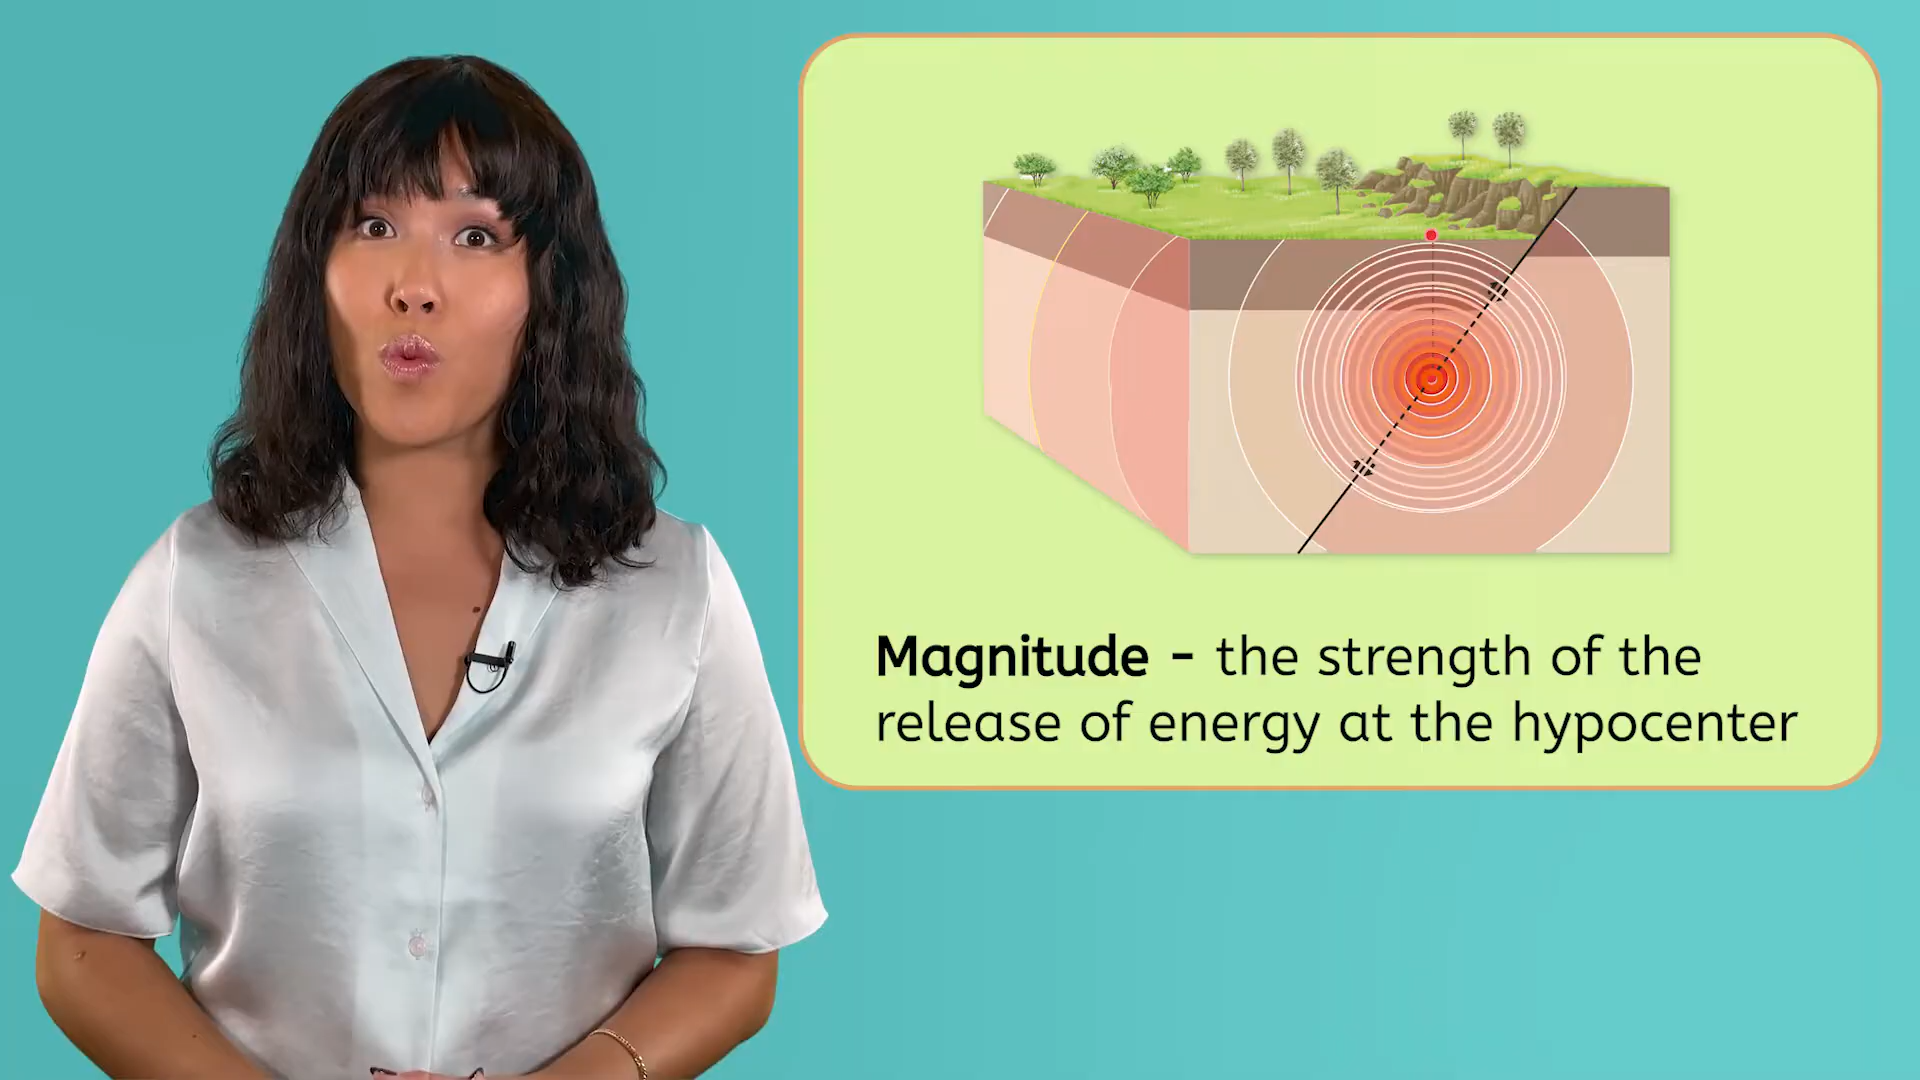 Magnitude - the strength of the
release of energy at the hypocenter